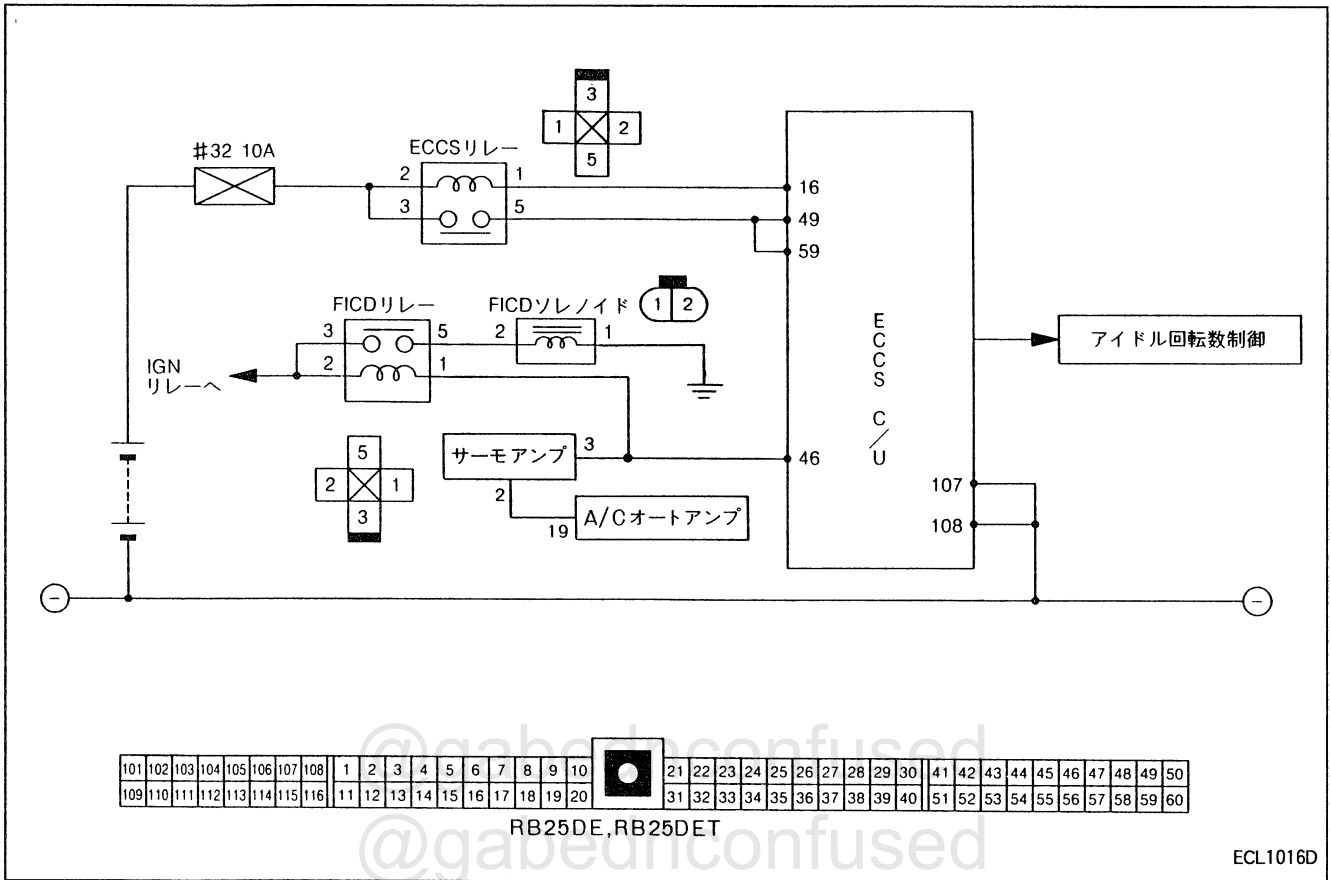 3
1 2
5
#32 10A
ECCSリレー
2 1
16
3 5
49
59
FICDリレー
FICDソレノイド
1 2
3 5 2 1
2 1
IGN
リレーへ
ECCS C/U
アイドル回転数制御
サーモアンプ
3
46
2
19
A/Cオートアンプ
5
2 1
3
107
108
- -
@gabednconfused
101 102 103 104 105 106 107 108 1 2 3 4 5 6 7 8 9 10 21 22 23 24 25 26 27 28 29 30 41 42 43 44 45 46 47 48 49 50
109 110 111 112 113 114 115 116 11 12 13 14 15 16 17 18 19 20 31 32 33 34 35 36 37 38 39 40 51 52 53 54 55 56 57 58 59 60
RB25DE,RB25DET
@gabednconfused
ECL1016D